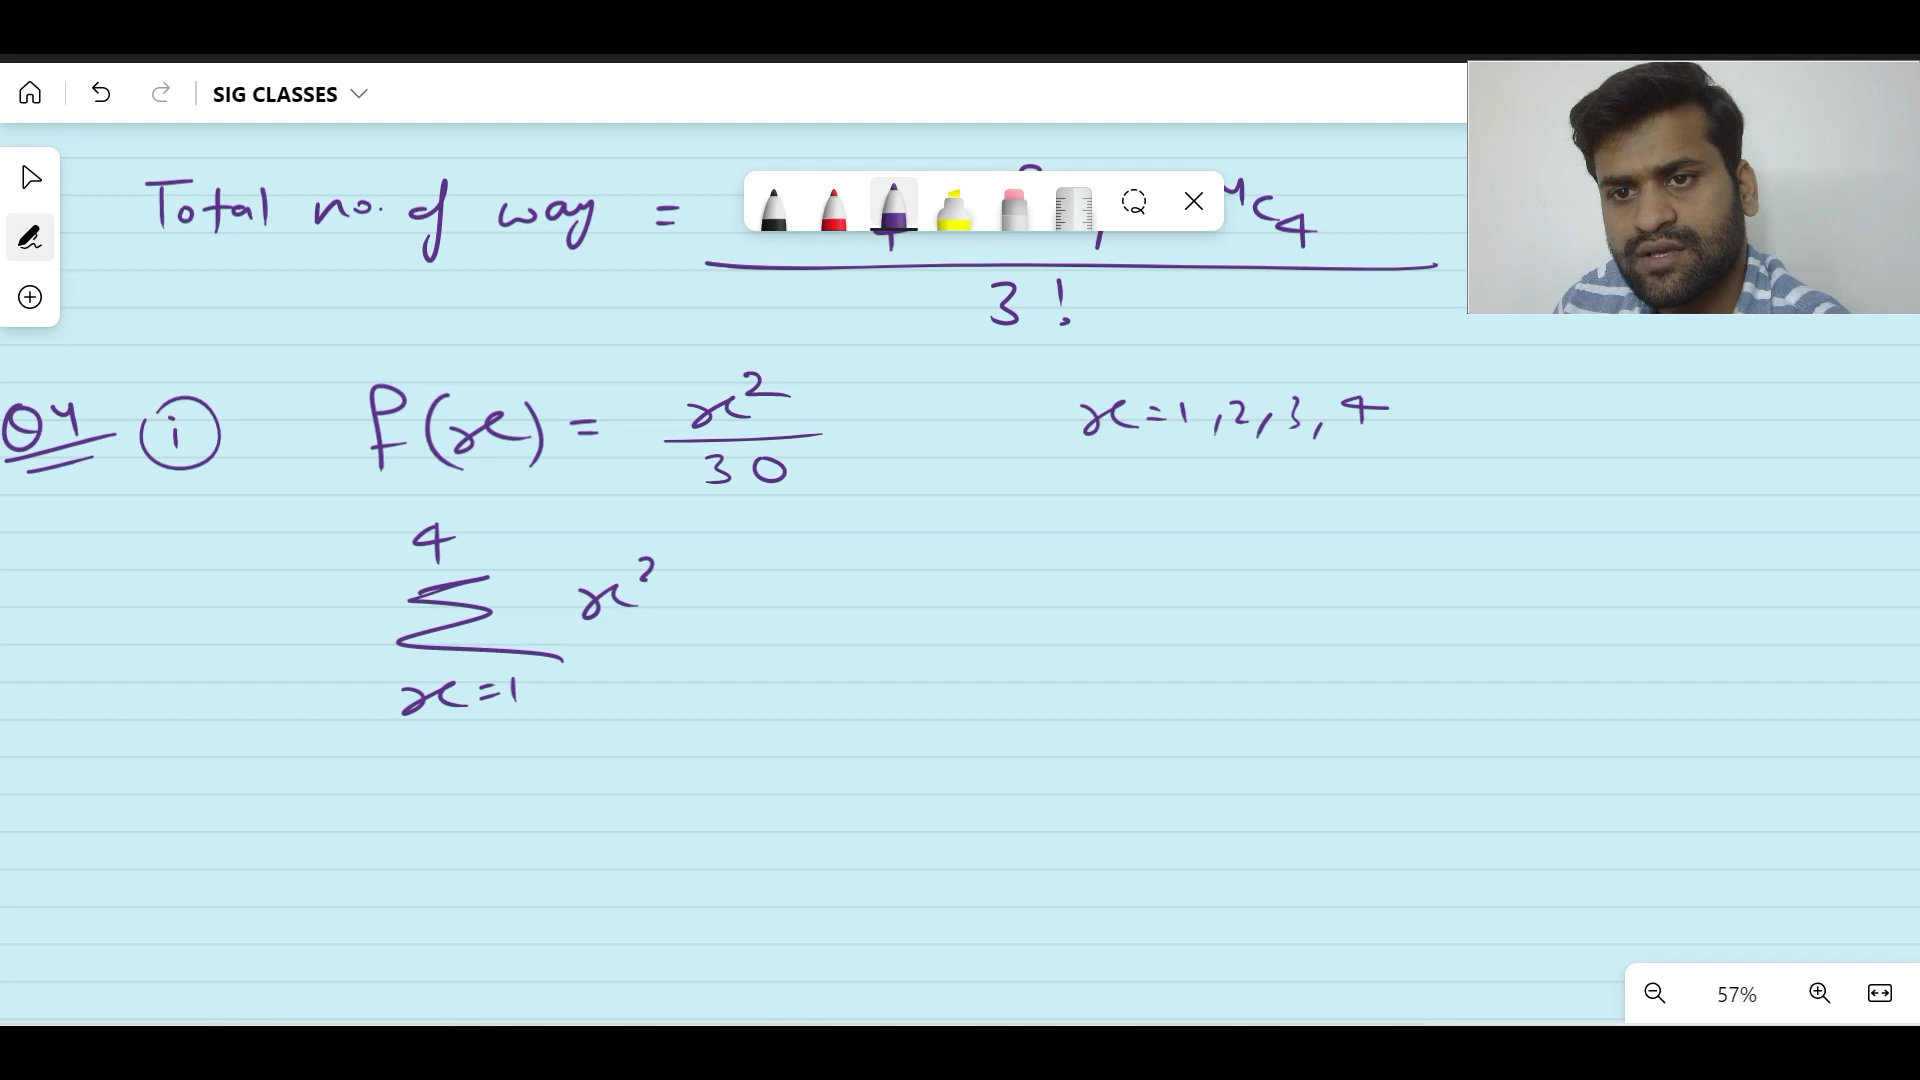 SIG CLASSES
Total no. of way = ⁴C₄
3 !
Q4 (i) P(x) = x²/30 x = 1, 2, 3, 4
4
∑ x²
x = 1
57%